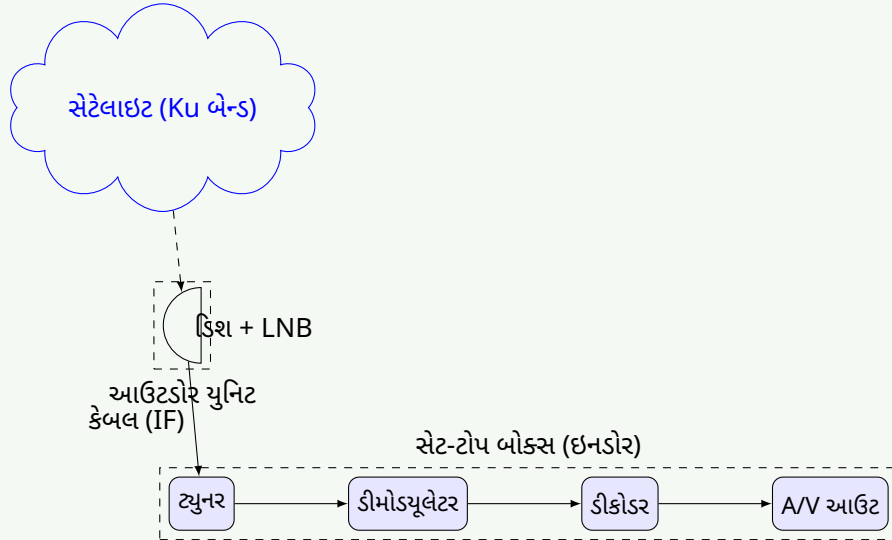 સેટેલાઇટ (Ku બેન્ડ)
ડિશ + LNB
આઉટડોર યુનિટ
કેબલ (IF)
સેટ-ટોપ બોક્સ (ઇનડોર)
ટ્યુનર
ડીમોડ્યુલેટર
ડીકોડર
A/V આઉટ